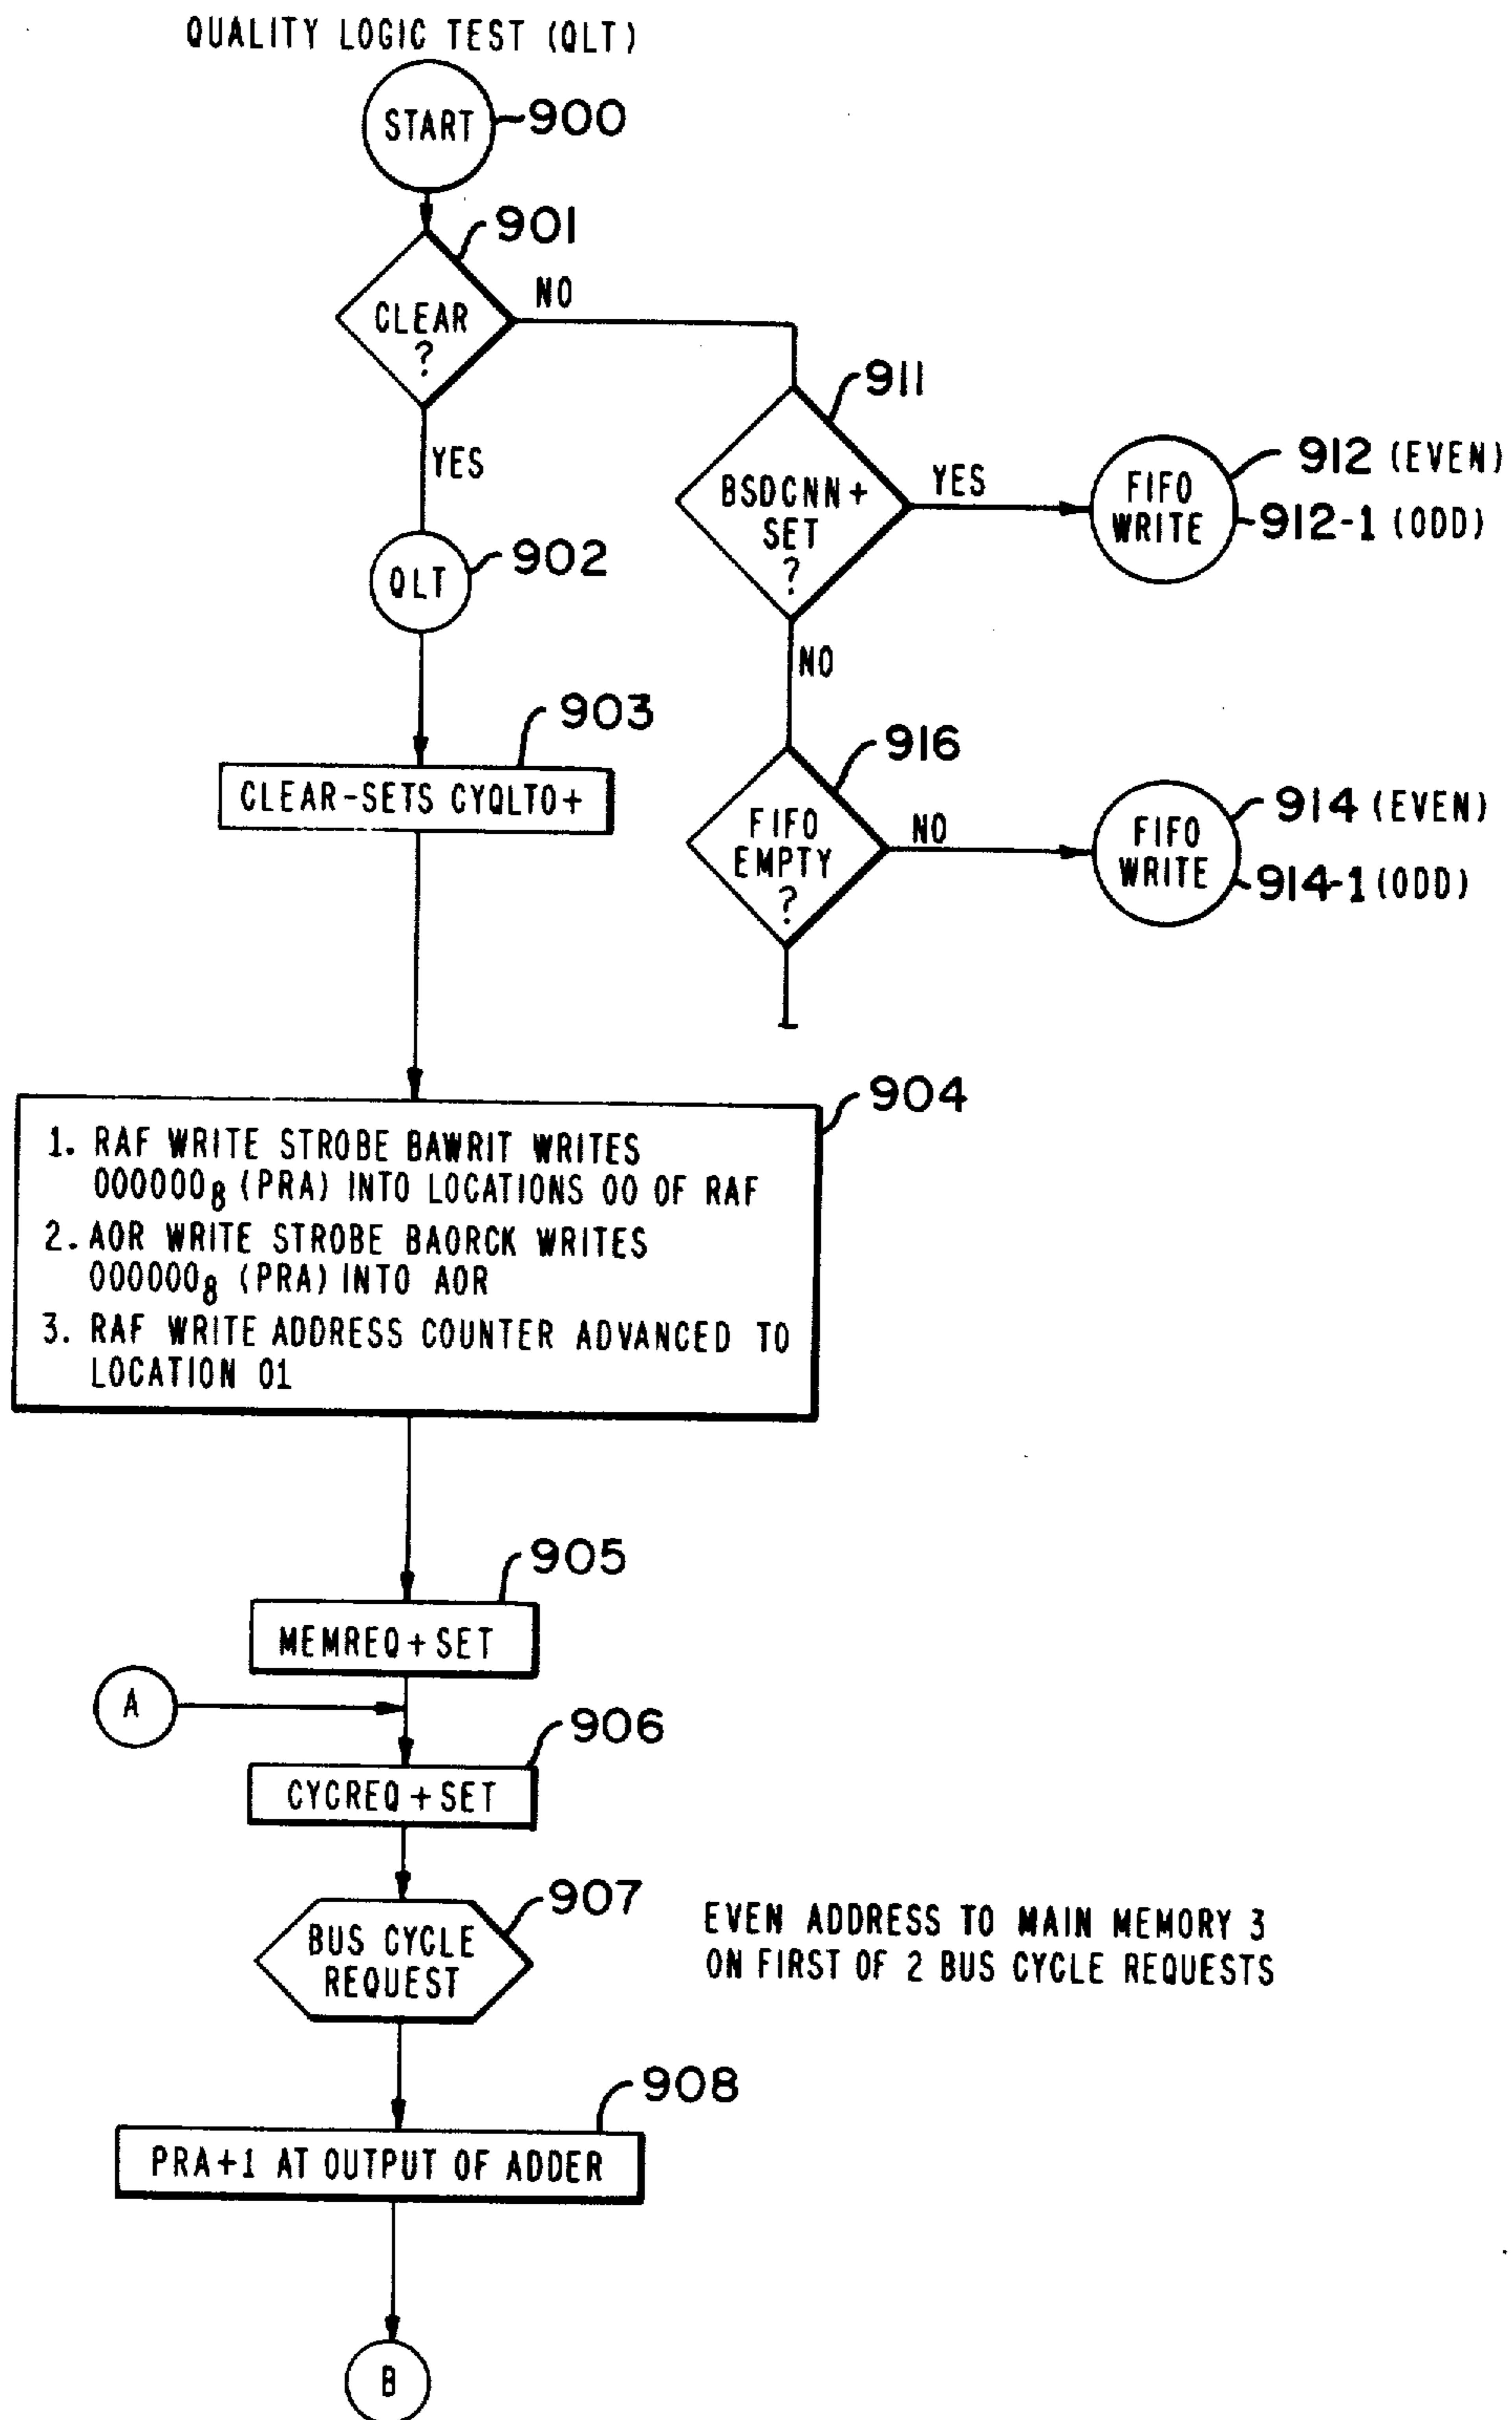 QUALITY LOGIC TEST (QLT)
START
900
901
CLEAR
?
NO
YES
911
BSDCNN+
SET
?
YES
FIFO
WRITE
912 (EVEN)
912-1 (ODD)
NO
QLT
902
903
CLEAR-SETS CYQLTO+
916
FIFO
EMPTY
?
NO
FIFO
WRITE
914 (EVEN)
914-1 (ODD)
904
1. RAF WRITE STROBE BAWRIT WRITES
000000₈ (PRA) INTO LOCATIONS 00 OF RAF
2. AOR WRITE STROBE BAORCK WRITES
000000₈ (PRA) INTO AOR
3. RAF WRITE ADDRESS COUNTER ADVANCED TO
LOCATION 01
905
MEMREQ+SET
A
906
CYCREQ+SET
907
BUS CYCLE
REQUEST
EVEN ADDRESS TO MAIN MEMORY 3
ON FIRST OF 2 BUS CYCLE REQUESTS
908
PRA+1 AT OUTPUT OF ADDER
B